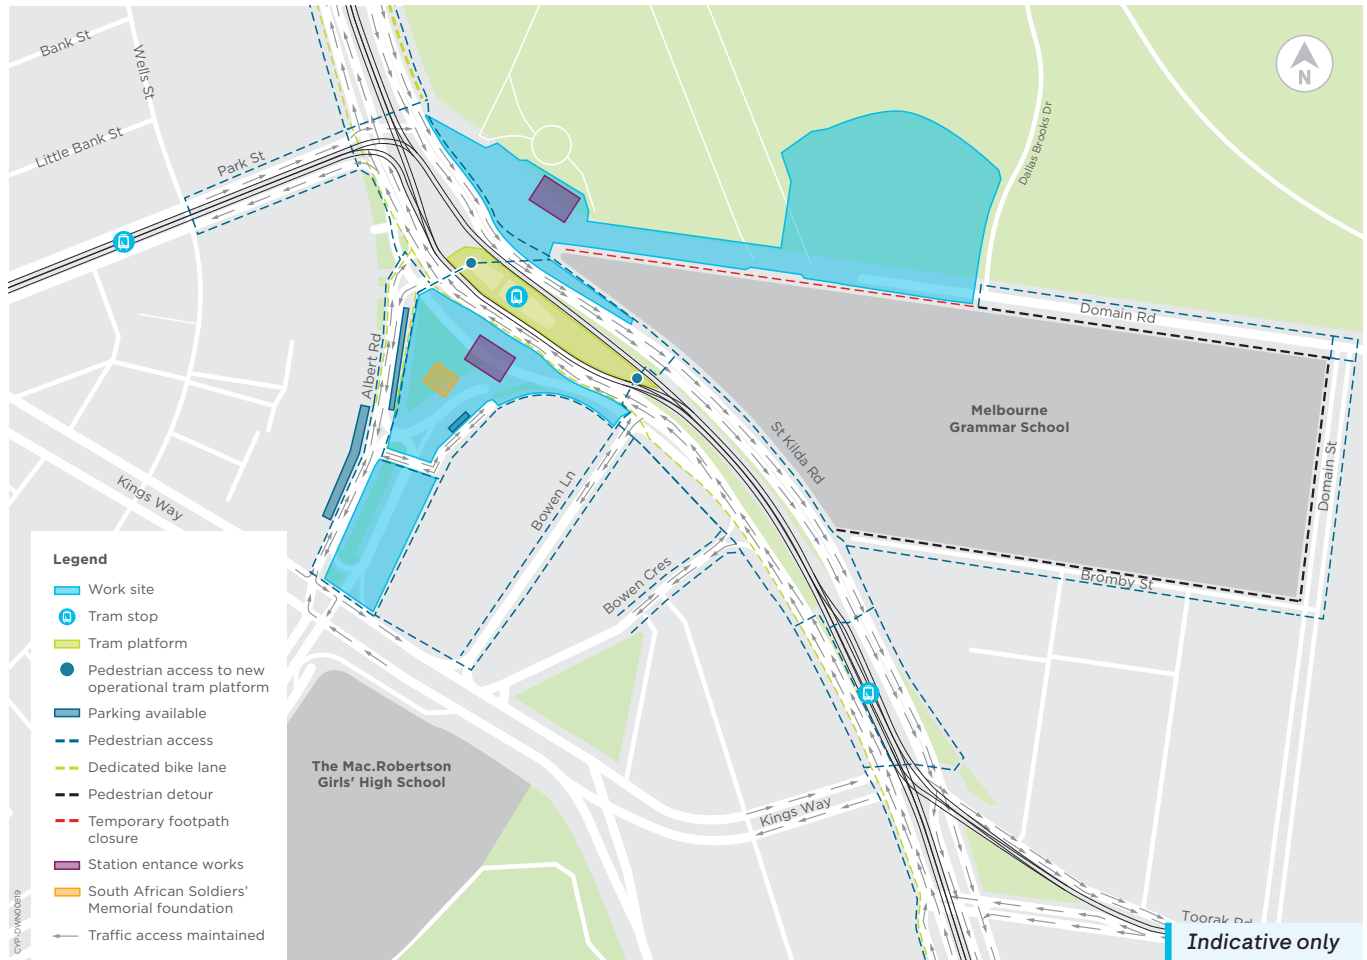 Bank St
Wells St
Little Bank St
Park St
N
Dallas Brooks Dr
Albert Rd
Domain Rd
Melbourne
Grammar School
St Kilda Rd
Domain St
Kings Way
Bowen Ln
Bowen Cres
Bromby St
Legend
Work site
Tram stop
Tram platform
Pedestrian access to new
operational tram platform
Parking available
Pedestrian access
Dedicated bike lane
Pedestrian detour
Temporary footpath
closure
Station entrance works
South African Soldiers'
Memorial foundation
Traffic access maintained
The Mac.Robertson
Girls' High School
Kings Way
Toorak Rd
Indicative only
CYP-DWN00819